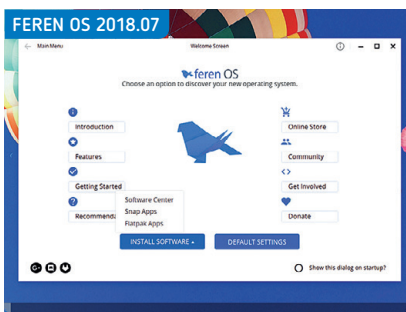 FEREN OS 2018.07
Main Menu
Welcome Screen
feren OS
Choose an option to discover your new operating system.
Introduction
Features
Getting Started
Recommenda
Software Center
Snap Apps
Flatpak Apps
Online Store
Community
Get Involved
Donate
INSTALL SOFTWARE
DEFAULT SETTINGS
G+
Show this dialog on startup?